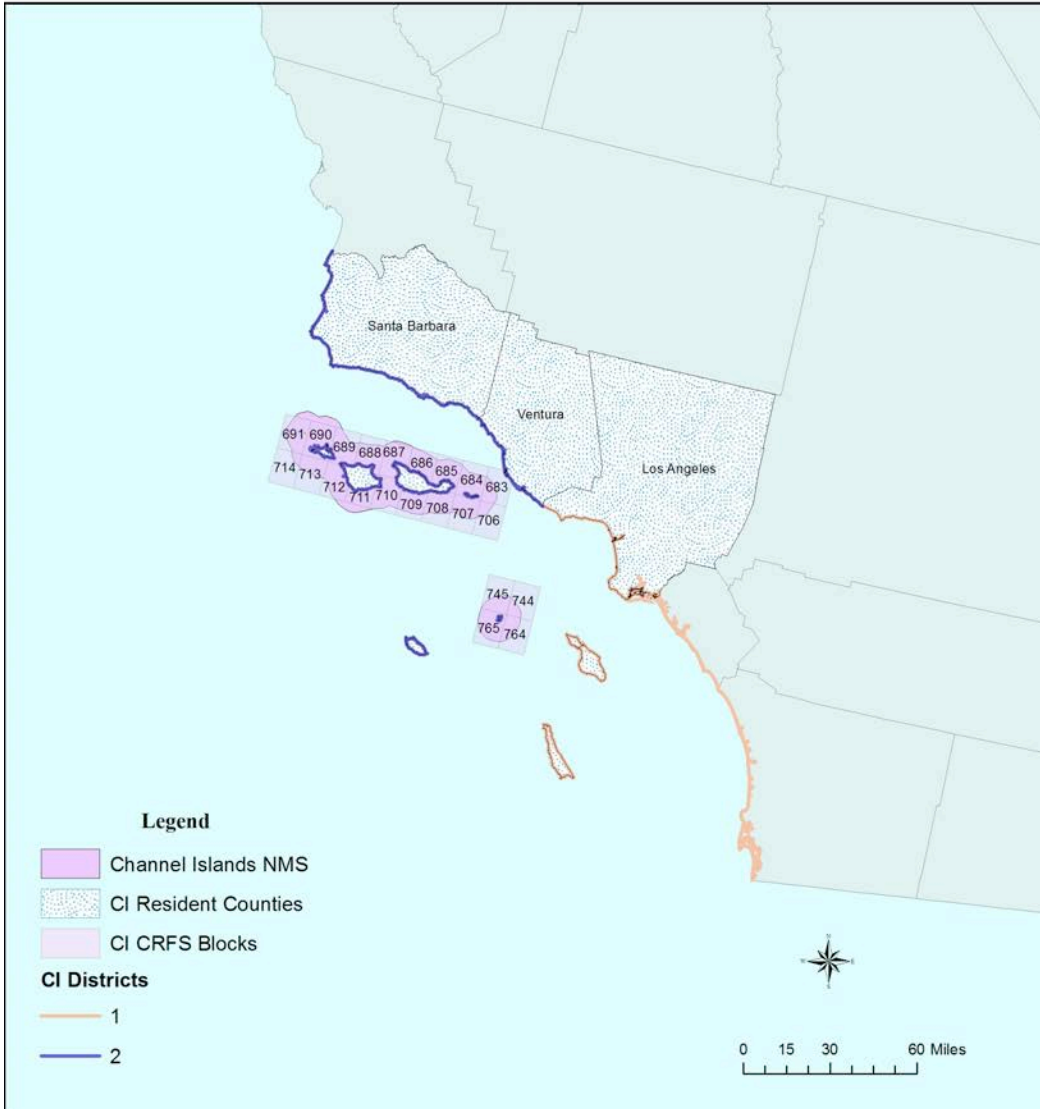 Santa Barbara
Ventura
Los Angeles
691 690 689 688 687 686 685 684 683
714 713 712 711 710 709 708 707 706
745 744
765 764
Legend
Channel Islands NMS
CI Resident Counties
CI CRFS Blocks
CI Districts
1
2
N
W E
S
0 15 30 60 Miles